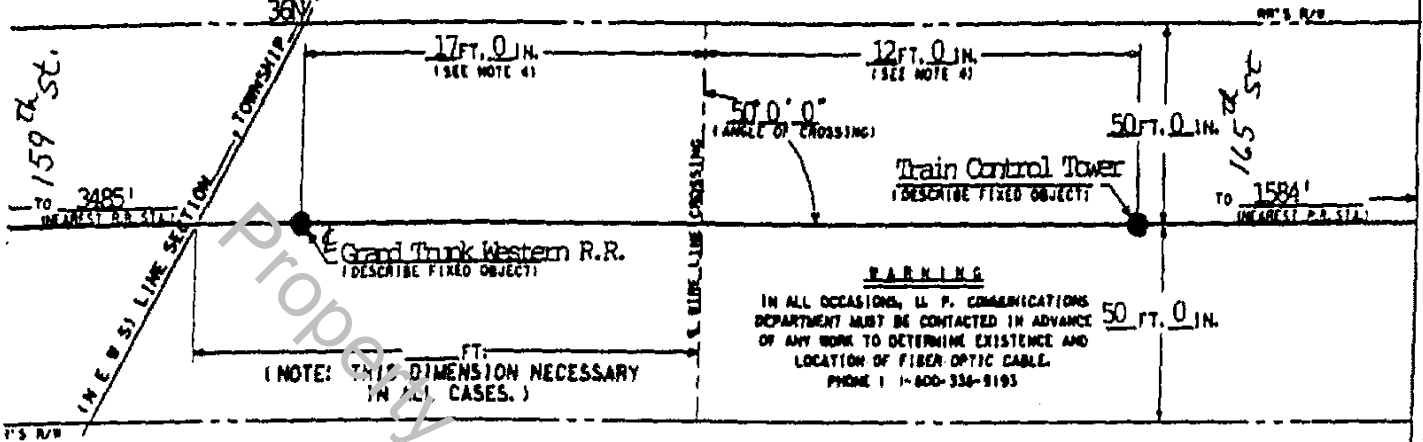 36N
RR'S R/W
17 FT. 0 IN.
(SEE NOTE 4)
12 FT. 0 IN.
(SEE NOTE 4)
159th St.
TOWNSHIP
50° 0' 0"
(ANGLE OF CROSSING)
50 FT. 0 IN.
165th St
Train Control Tower
(DESCRIBE FIXED OBJECT)
TO 3485'
(NEAREST R.R. STA.)
TO 1584'
(NEAREST R.R. STA.)
(N E W S) LINE SECTION
WIRE LINE CROSSING
Grand Trunk Western R.R.
(DESCRIBE FIXED OBJECT)
WARNING
IN ALL OCCASIONS, U. P. COMMUNICATIONS
DEPARTMENT MUST BE CONTACTED IN ADVANCE
OF ANY WORK TO DETERMINE EXISTENCE AND
LOCATION OF FIBER OPTIC CABLE.
PHONE 1 1-800-336-9193
50 FT. 0 IN.
FT.
(NOTE: THIS DIMENSION NECESSARY
IN ALL CASES.)
'S R/W
Property